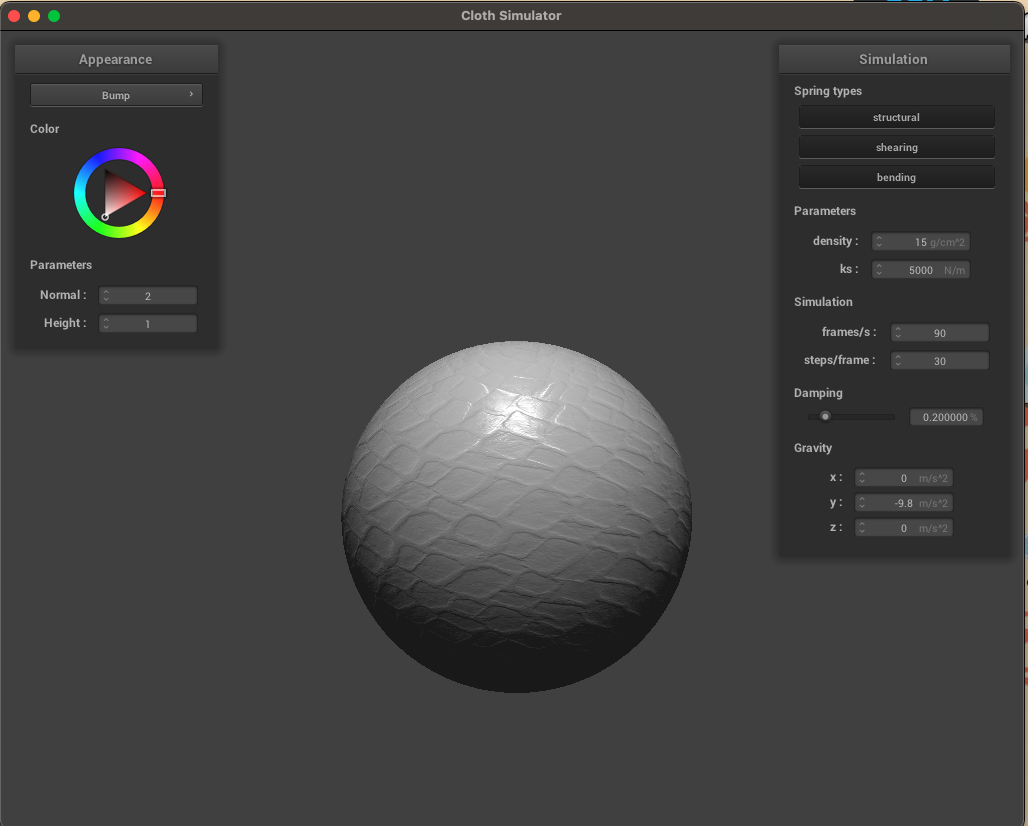 Cloth Simulator
Appearance
Bump
Color
Parameters
Normal : 2
Height : 1
Simulation
Spring types
structural
shearing
bending
Parameters
density : 15 g/cm^2
ks : 5000 N/m
Simulation
frames/s : 90
steps/frame : 30
Damping
0.200000 %
Gravity
x : 0 m/s^2
y : -9.8 m/s^2
z : 0 m/s^2